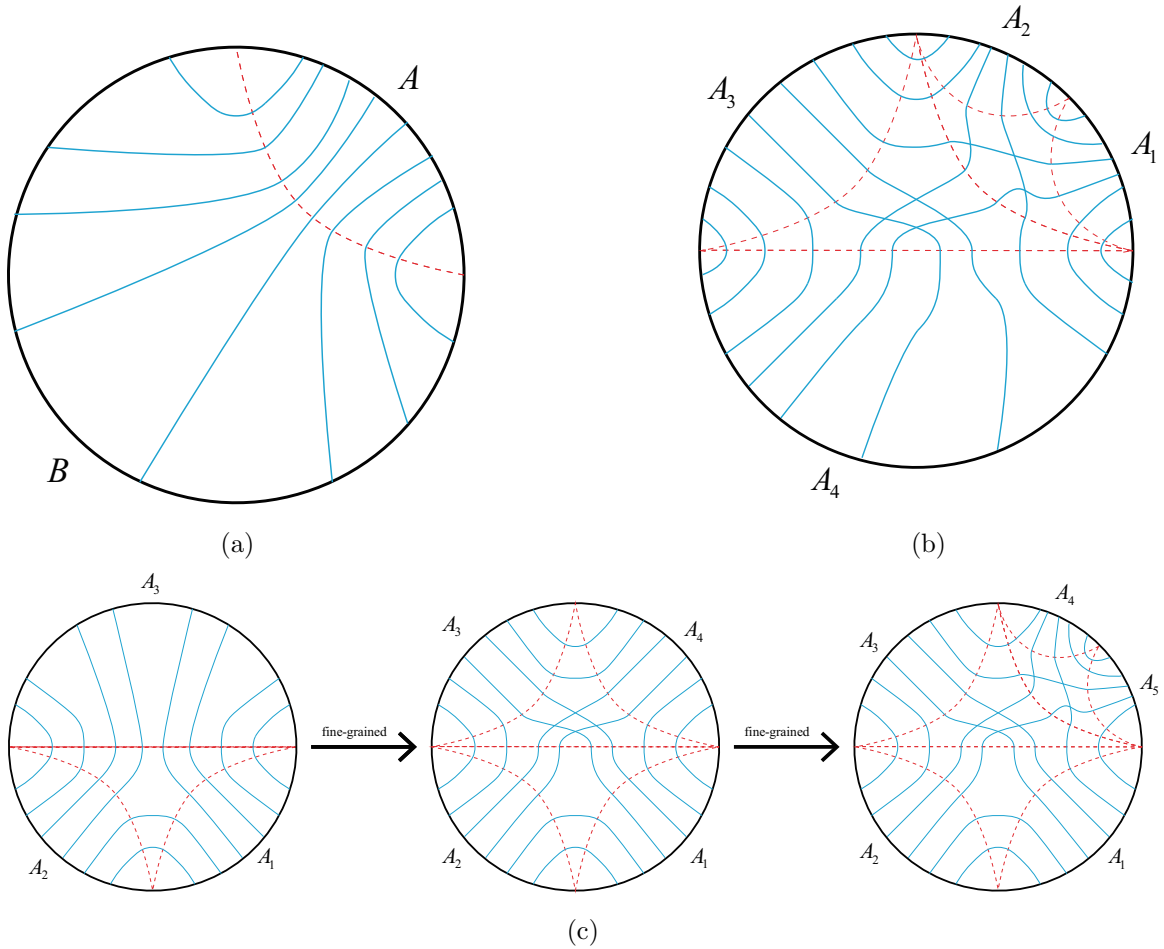 A
B
(a)
A₂
A₃
A₁
A₄
(b)
A₃
A₂
A₁
fine-grained
A₃
A₄
A₂
A₁
fine-grained
A₄
A₃
A₅
A₂
A₁
(c)